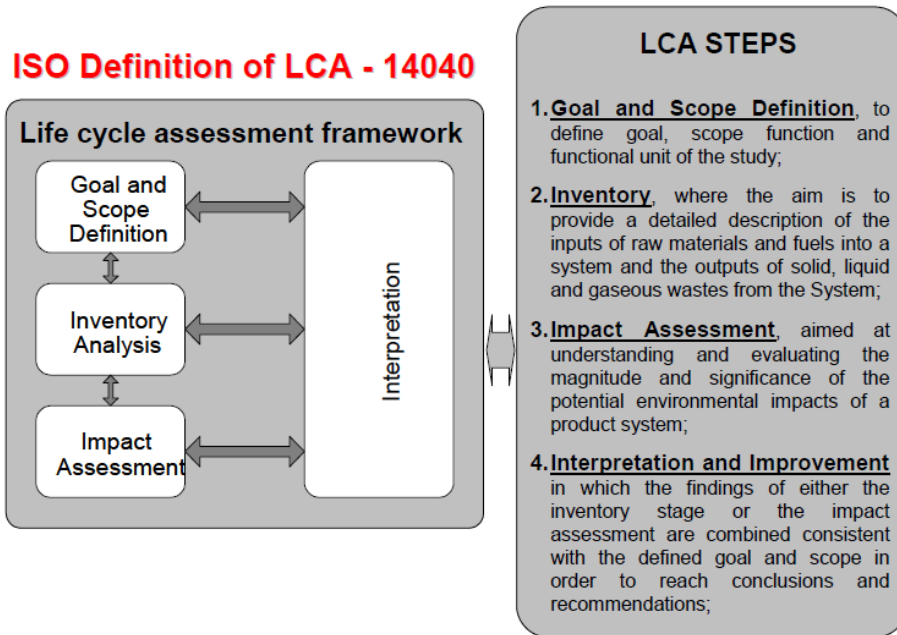 ISO Definition of LCA - 14040
Life cycle assessment framework
Goal and
Scope
Definition
Inventory
Analysis
Impact
Assessment
Interpretation
LCA STEPS
1. Goal and Scope Definition, to
define goal, scope function and
functional unit of the study;
2. Inventory, where the aim is to
provide a detailed description of the
inputs of raw materials and fuels into a
system and the outputs of solid, liquid
and gaseous wastes from the System;
3. Impact Assessment, aimed at
understanding and evaluating the
magnitude and significance of the
potential environmental impacts of a
product system;
4. Interpretation and Improvement
in which the findings of either the
inventory stage or the impact
assessment are combined consistent
with the defined goal and scope in
order to reach conclusions and
recommendations;